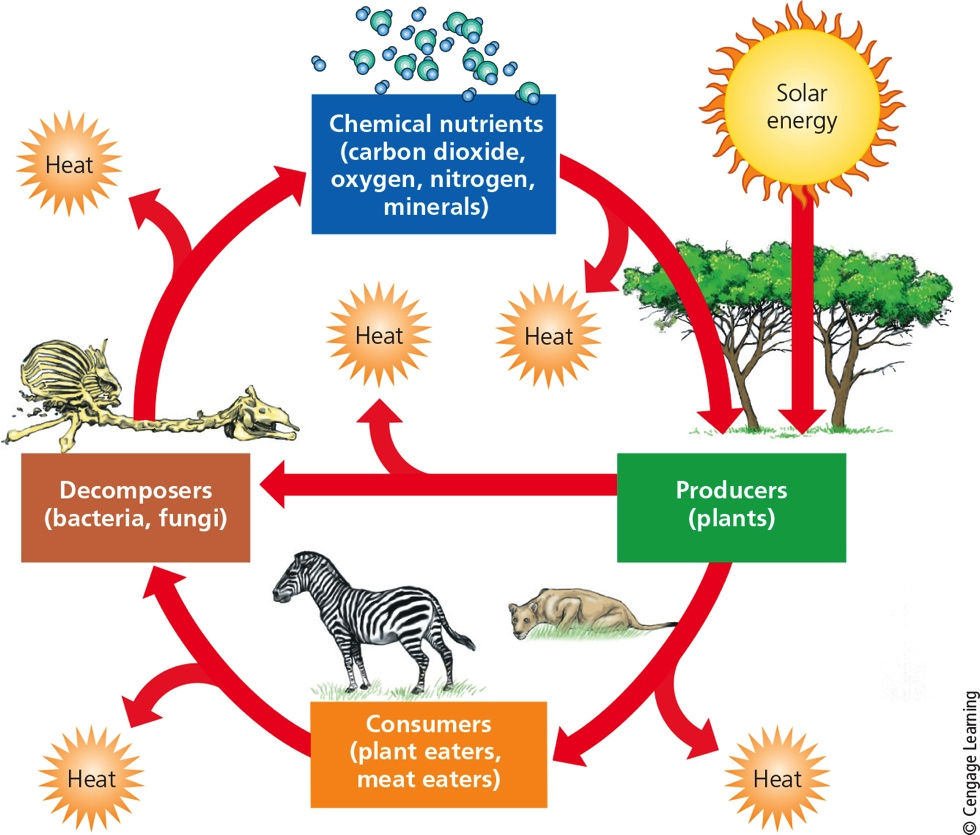 Solar
energy
Chemical nutrients
(carbon dioxide,
oxygen, nitrogen,
minerals)
Heat
Heat
Heat
Decomposers
(bacteria, fungi)
Producers
(plants)
Consumers
(plant eaters,
meat eaters)
Heat
Heat
© Cengage Learning